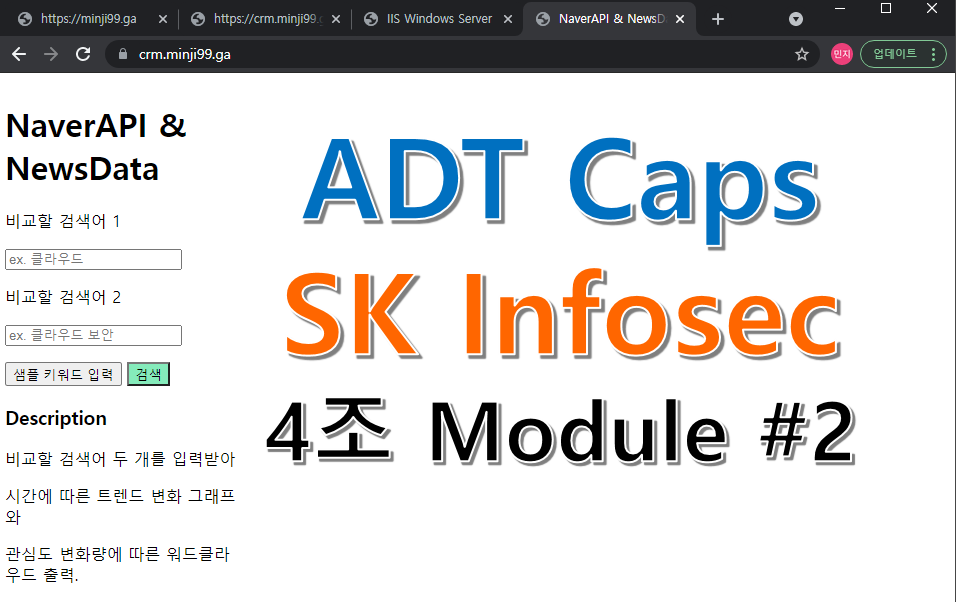 https://minji99.ga
https://crm.minji99.ga
IIS Windows Server
NaverAPI & NewsD
crm.minji99.ga
민지
업데이트
NaverAPI &
NewsData
비교할 검색어 1
ex. 클라우드
비교할 검색어 2
ex. 클라우드 보안
샘플 키워드 입력
검색
Description
비교할 검색어 두 개를 입력받아
시간에 따른 트렌드 변화 그래프
와
관심도 변화량에 따른 워드클라
우드 출력.
ADT Caps
SK Infosec
4조 Module #2